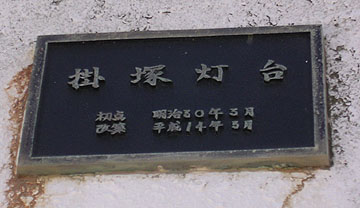 掛塚灯台
初点 明治30年3月
改築 平成14年3月